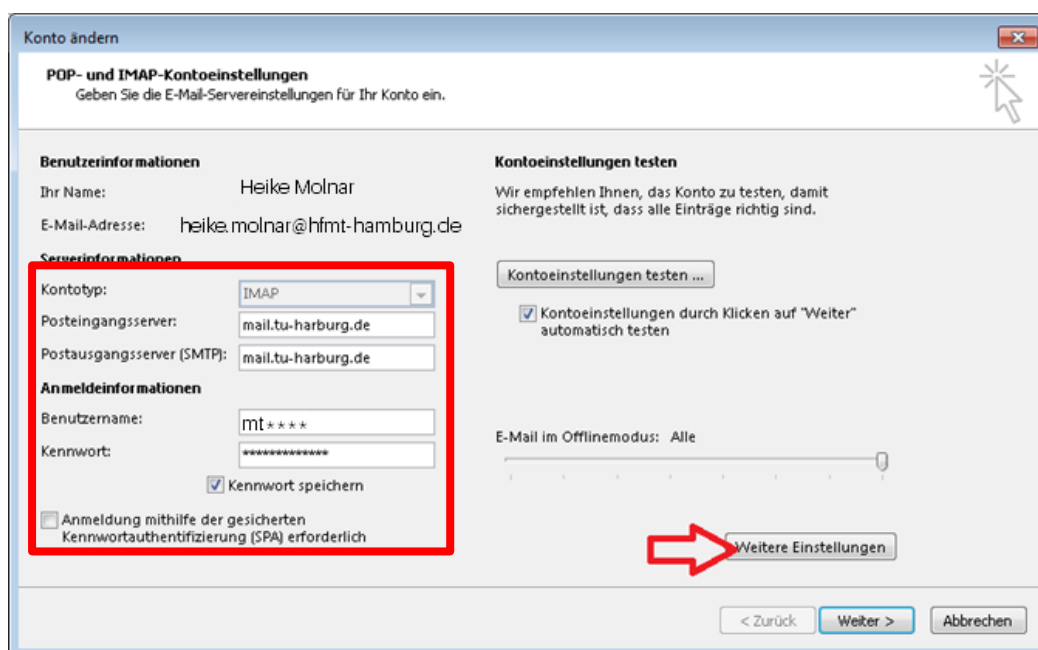 Konto ändern
POP- und IMAP-Kontoeinstellungen
Geben Sie die E-Mail-Servereinstellungen für Ihr Konto ein.
Benutzerinformationen
Ihr Name: Heike Molnar
E-Mail-Adresse: heike.molnar@hfmt-hamburg.de
Serverinformationen
Kontotyp: IMAP
Posteingangsserver: mail.tu-harburg.de
Postausgangsserver (SMTP): mail.tu-harburg.de
Anmeldeinformationen
Benutzername: mt****
Kennwort: *************
Kennwort speichern
Anmeldung mithilfe der gesicherten
Kennwortauthentifizierung (SPA) erforderlich
Kontoeinstellungen testen
Wir empfehlen Ihnen, das Konto zu testen, damit
sichergestellt ist, dass alle Einträge richtig sind.
Kontoeinstellungen testen ...
Kontoeinstellungen durch Klicken auf "Weiter"
automatisch testen
E-Mail im Offlinemodus: Alle
Weitere Einstellungen
< Zurück
Weiter >
Abbrechen